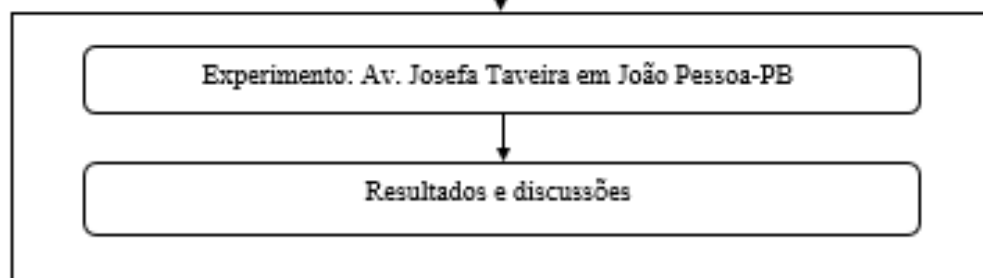 Experimento: Av. Josefa Taveira em João Pessoa-PB
Resultados e discussões